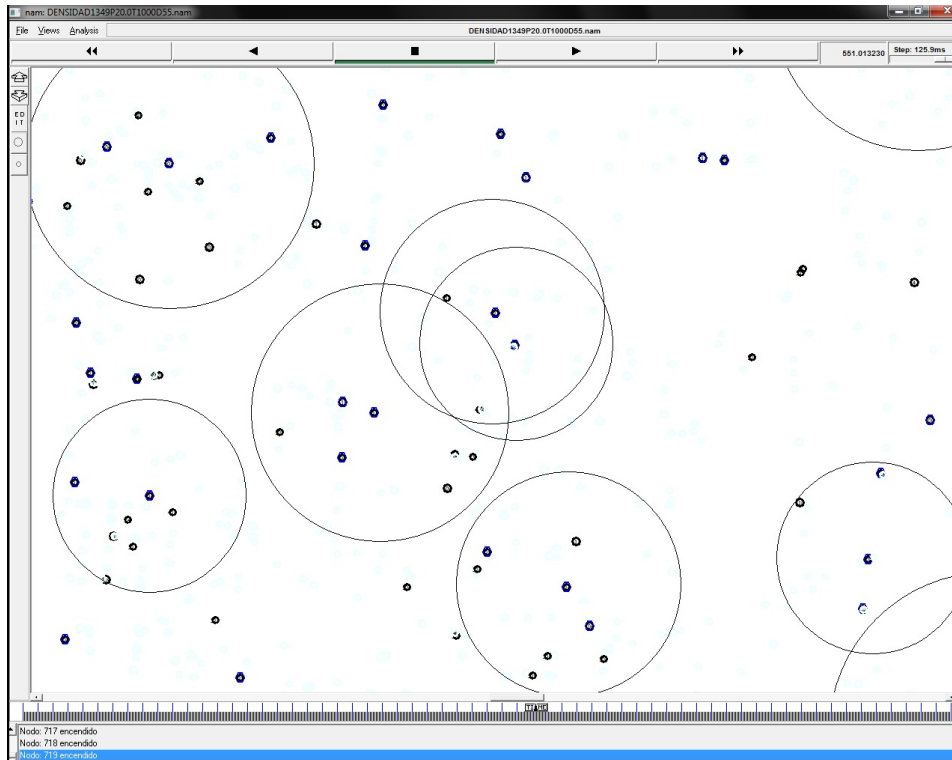 nam: DENSIDAD1349P20.0T1000D55.nam
File Views Analysis
DENSIDAD1349P20.0T1000D55.nam
551.013230
Step: 125.9ms
ED
IT
TIME
Nodo: 717 encendido
Nodo: 718 encendido
Nodo: 719 encendido